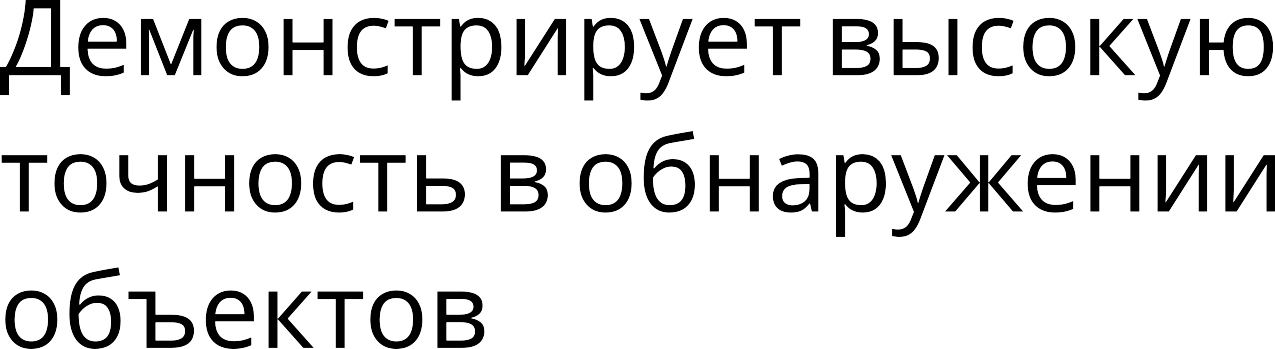 Демонстрирует высокую
точность в обнаружении
объектов